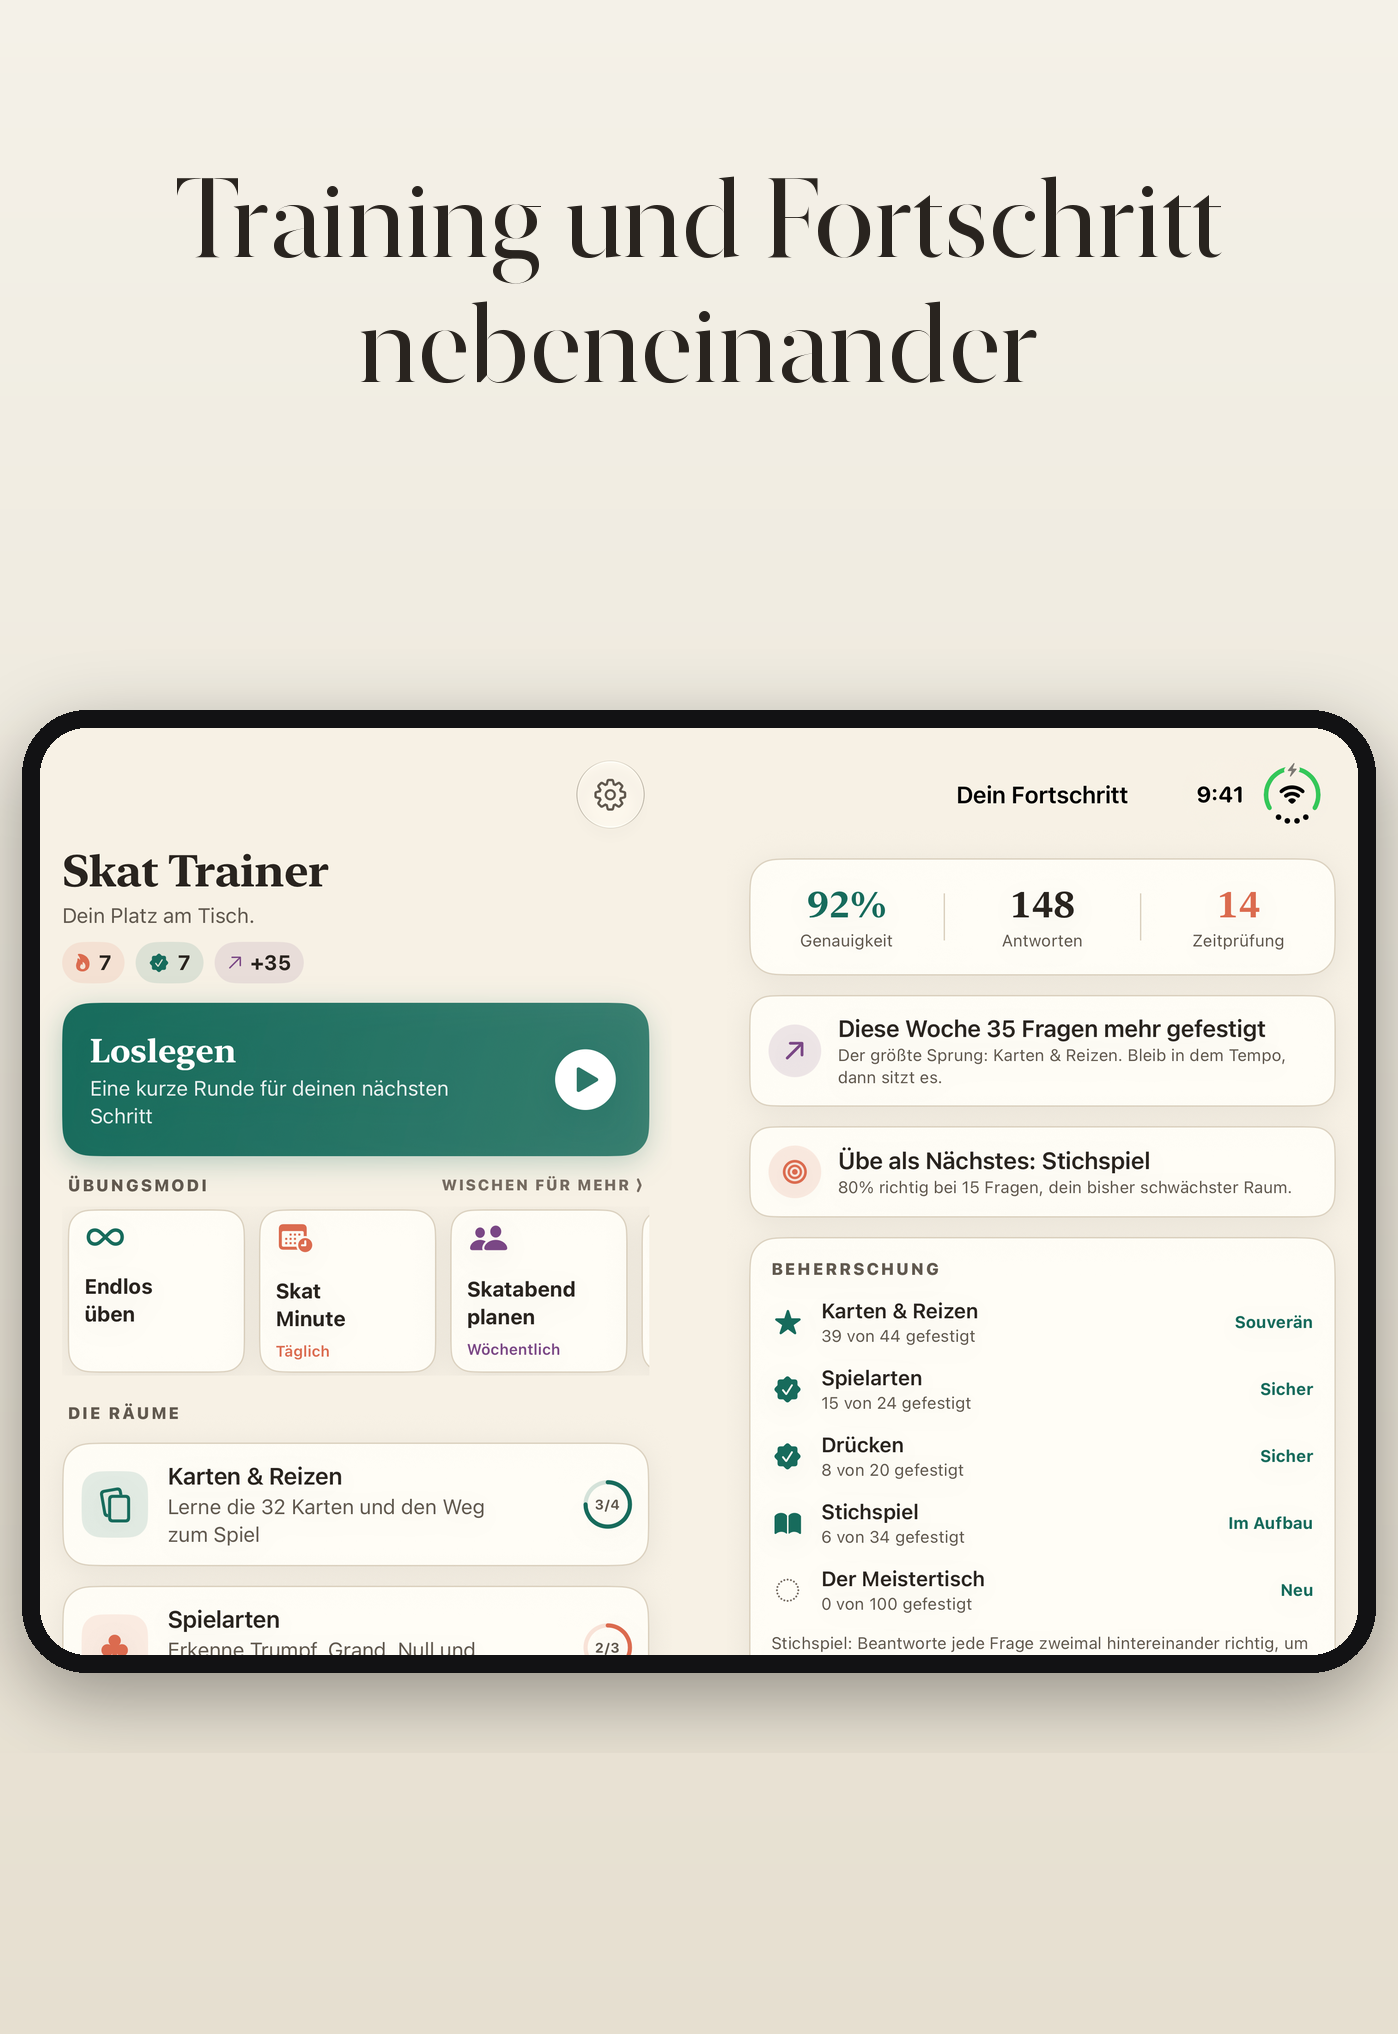 Training und Fortschritt
nebeneinander
Skat Trainer
Dein Platz am Tisch.
7
7
+35
Loslegen
Eine kurze Runde für deinen nächsten
Schritt
ÜBUNGSMODI
WISCHEN FÜR MEHR ⟩
Endlos
üben
Skat
Minute
Täglich
Skatabend
planen
Wöchentlich
DIE RÄUME
Karten & Reizen
Lerne die 32 Karten und den Weg
zum Spiel
3/4
Spielarten
Erkenne Trumpf, Grand, Null und
2/3
Dein Fortschritt
9:41
92%
Genauigkeit
148
Antworten
14
Zeitprüfung
Diese Woche 35 Fragen mehr gefestigt
Der größte Sprung: Karten & Reizen. Bleib in dem Tempo,
dann sitzt es.
Übe als Nächstes: Stichspiel
80% richtig bei 15 Fragen, dein bisher schwächster Raum.
BEHERRSCHUNG
Karten & Reizen
39 von 44 gefestigt
Souverän
Spielarten
15 von 24 gefestigt
Sicher
Drücken
8 von 20 gefestigt
Sicher
Stichspiel
6 von 34 gefestigt
Im Aufbau
Der Meistertisch
0 von 100 gefestigt
Neu
Stichspiel: Beantworte jede Frage zweimal hintereinander richtig, um